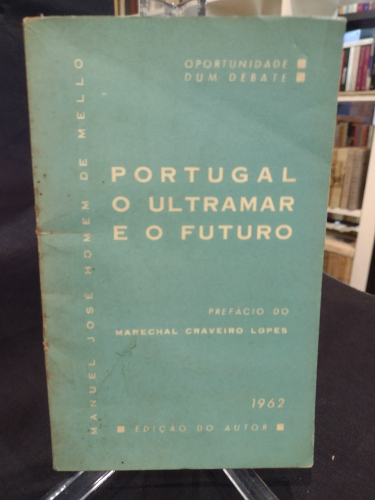 OPORTUNIDADE
DUM DEBATE
MANUEL JOSÉ HOMEM DE MELLO
PORTUGAL
O ULTRAMAR
E O FUTURO
PREFÁCIO DO
MARECHAL CRAVEIRO LOPES
1962
EDIÇÃO DO AUTOR